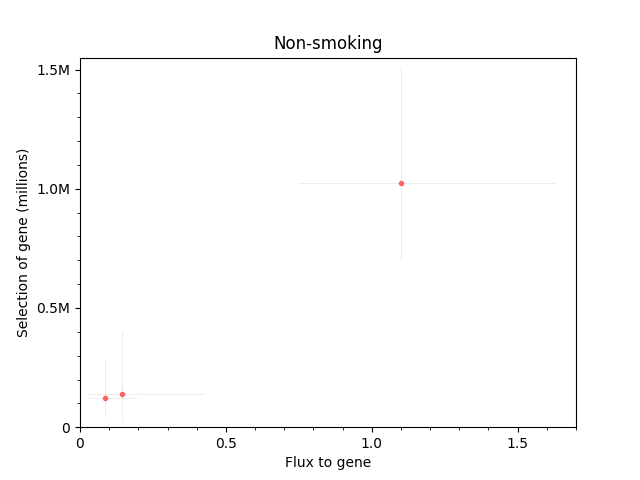 Non-smoking
1.5M
1.0M
0.5M
0
Selection of gene (millions)
0 0.5 1.0 1.5
Flux to gene